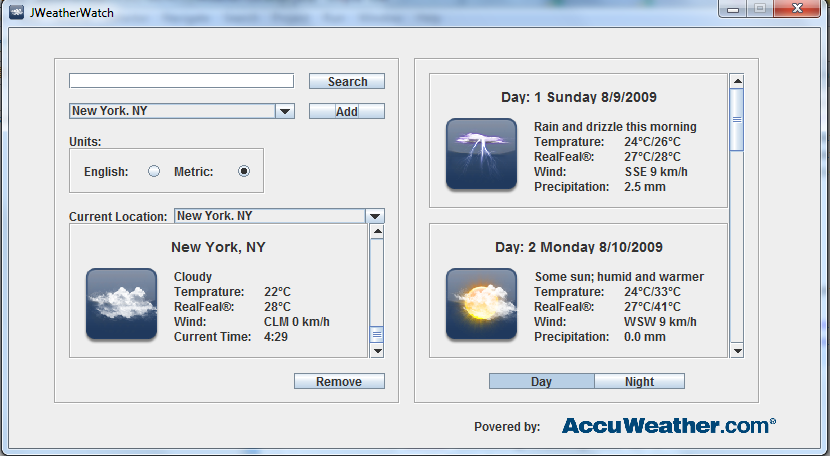 JWeatherWatch
Search
New York. NY
Add
Units:
English: Metric:
Current Location: New York. NY
New York, NY
Cloudy
Temprature: 22°C
RealFeal®: 28°C
Wind: CLM 0 km/h
Current Time: 4:29
Remove
Day: 1 Sunday 8/9/2009
Rain and drizzle this morning
Temprature: 24°C/26°C
RealFeal®: 27°C/28°C
Wind: SSE 9 km/h
Precipitation: 2.5 mm
Day: 2 Monday 8/10/2009
Some sun; humid and warmer
Temprature: 24°C/33°C
RealFeal®: 27°C/41°C
Wind: WSW 9 km/h
Precipitation: 0.0 mm
Day Night
Powered by: AccuWeather.com®